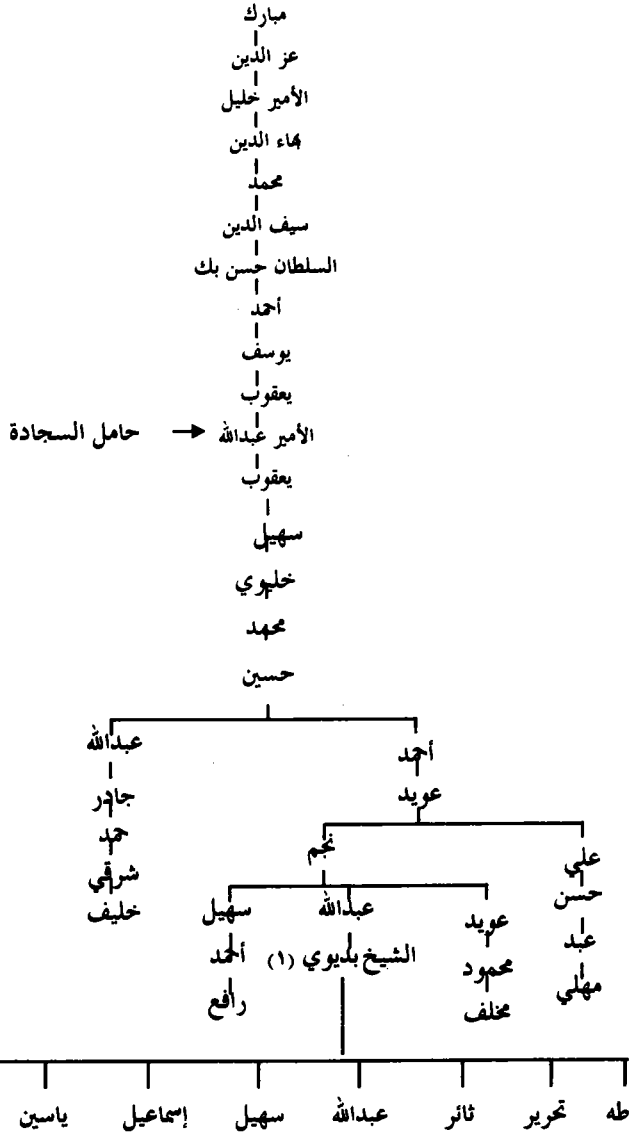 مبارك
عز الدين
الأمير خليل
بهاء الدين
محمد
سيف الدين
السلطان حسن بك
أحمد
يوسف
يعقوب
الأمير عبدالله ← حامل السجادة
يعقوب
سهيل
خليوي
محمد
حسين
أحمد عبدالله
عويد جادر
علي نجم حمد
حسن شرقي
عويد عبدالله سهيل خليف
عبد محمود الشيخ بديوي (١) أحمد
مهلي مخلف رافع
طه تحرير ثائر عبدالله سهيل إسماعيل ياسين